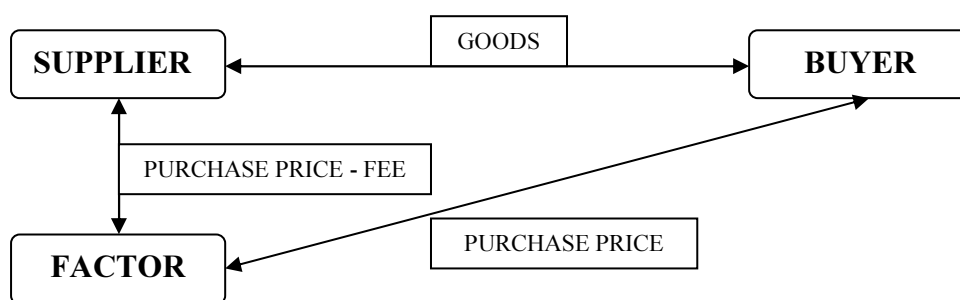 GOODS
SUPPLIER
BUYER
PURCHASE PRICE - FEE
PURCHASE PRICE
FACTOR